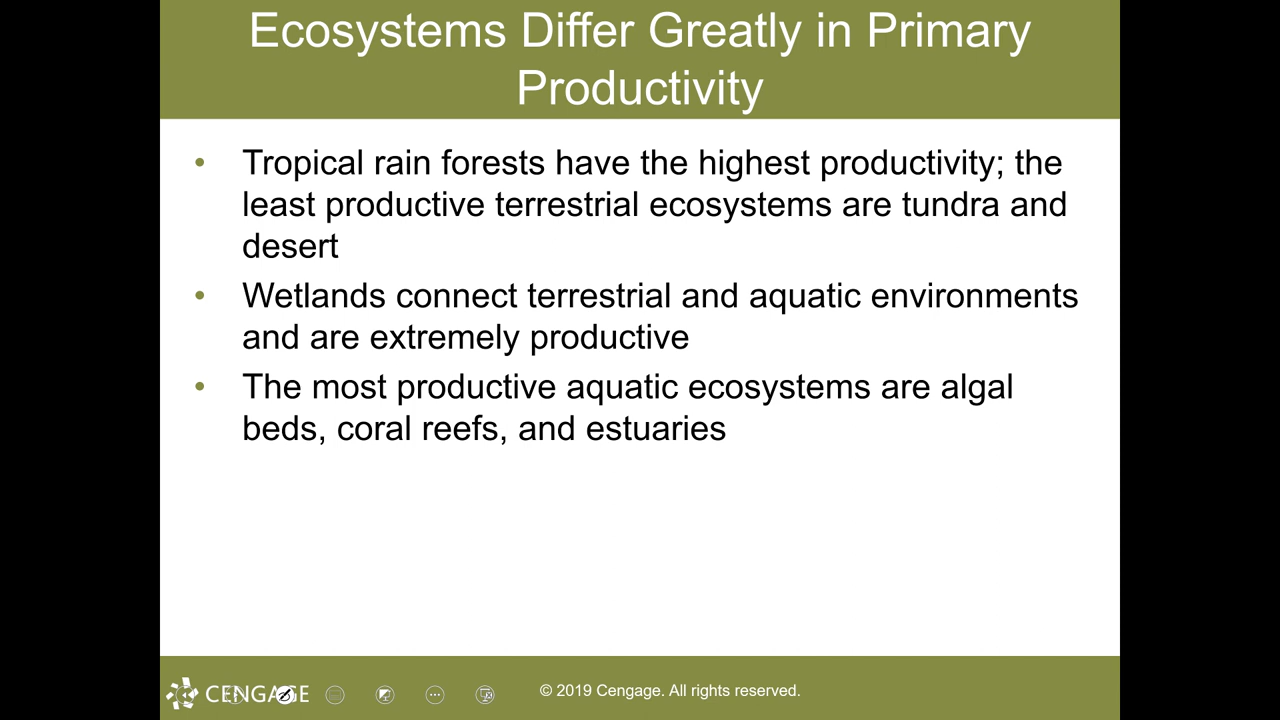 Ecosystems Differ Greatly in Primary
Productivity
• Tropical rain forests have the highest productivity; the
least productive terrestrial ecosystems are tundra and
desert
• Wetlands connect terrestrial and aquatic environments
and are extremely productive
• The most productive aquatic ecosystems are algal
beds, coral reefs, and estuaries
CENGAGE
© 2019 Cengage. All rights reserved.